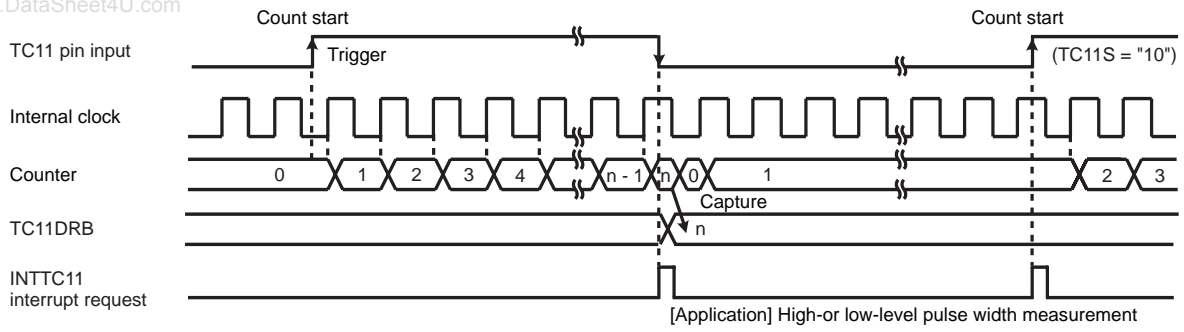 .DataSheet4U.com
Count start Count start
TC11 pin input Trigger (TC11S = "10")
Internal clock
Counter 0 1 2 3 4 n - 1 n 0 1 2 3
Capture
TC11DRB n
INTTC11
interrupt request
[Application] High-or low-level pulse width measurement